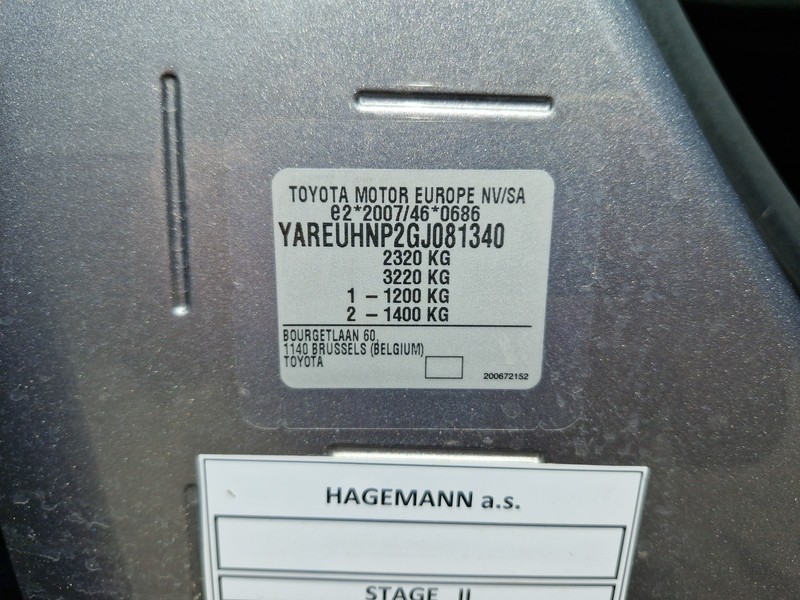 TOYOTA MOTOR EUROPE NV/SA
e2*2007/46*0686
YAREUHNP2GJ081340
2320 KG
3220 KG
1 – 1200 KG
2 – 1400 KG
BOURGETLAAN 60,
1140 BRUSSELS (BELGIUM)
TOYOTA
200672152
HAGEMANN a.s.
STAGE II